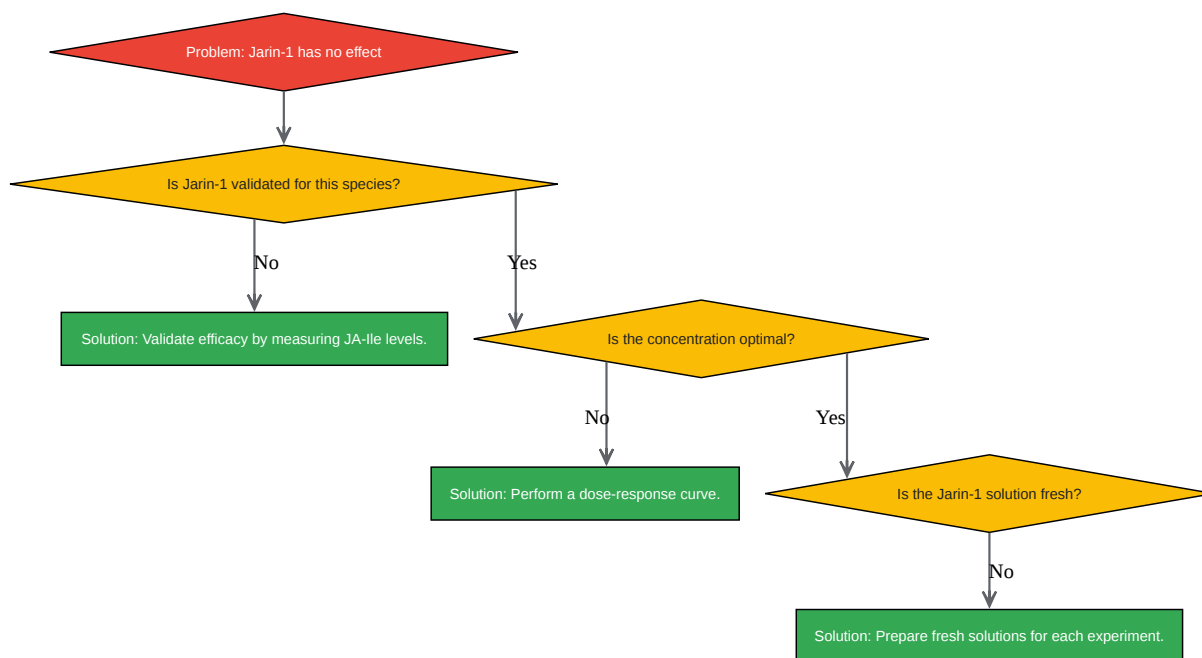 Problem: Jarin-1 has no effect
Is Jarin-1 validated for this species?
No
Yes
Solution: Validate efficacy by measuring JA-Ile levels.
Is the concentration optimal?
No
Yes
Solution: Perform a dose-response curve.
Is the Jarin-1 solution fresh?
No
Solution: Prepare fresh solutions for each experiment.